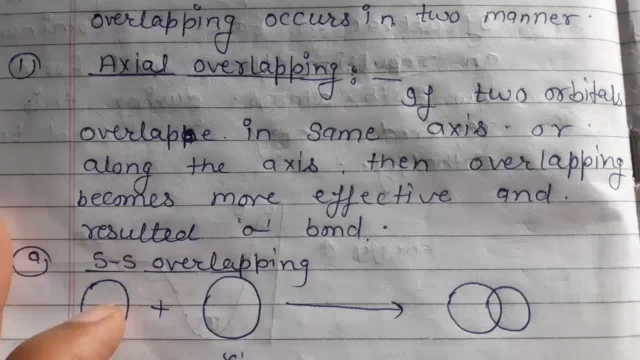 overlapping occurs in two manner.
① Axial overlapping : —
If two orbitals
overlape in same axis. or.
along the axis. then overlapping
becomes more effective and.
resulted 'σ' bond.
ⓐ S-S overlapping
+ →